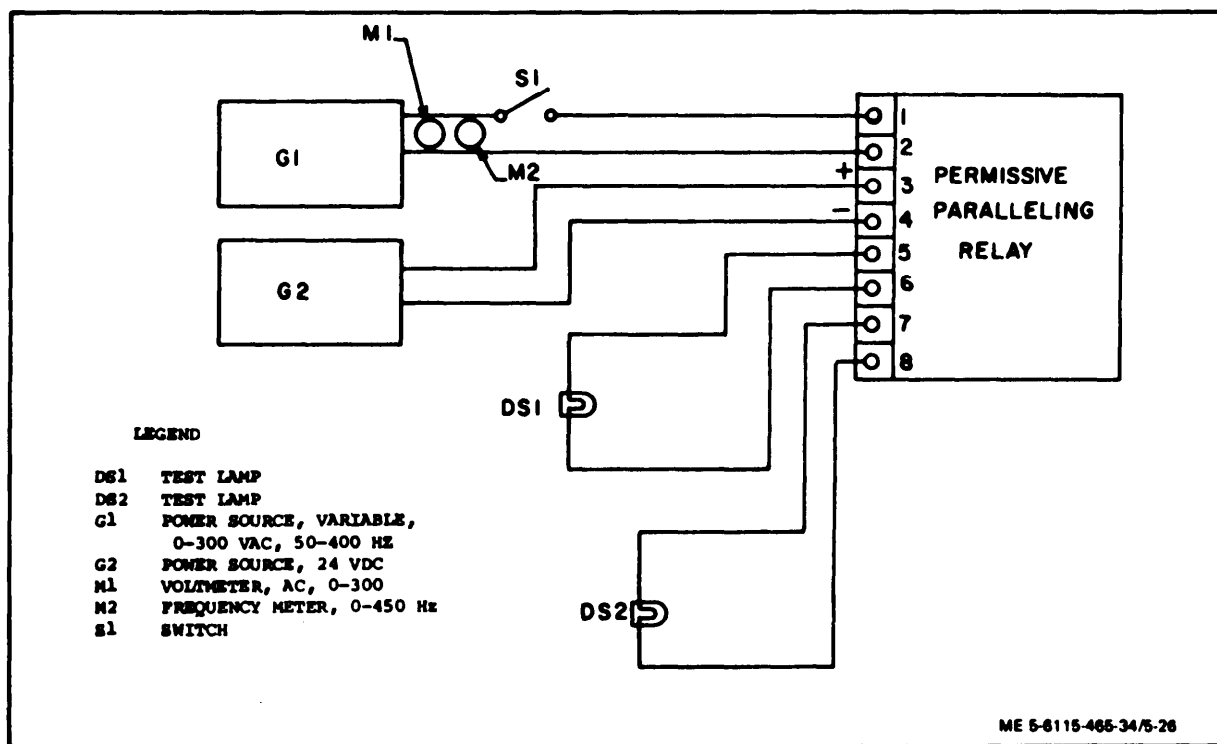 M1
S1
G1
M2
G2
1
2
+ 3
- 4
5
6
7
8
PERMISSIVE
PARALLELING
RELAY
DS1
DS2
LEGEND
DS1 TEST LAMP
DS2 TEST LAMP
G1 POWER SOURCE, VARIABLE,
0-300 VAC, 50-400 HZ
G2 POWER SOURCE, 24 VDC
M1 VOLTMETER, AC, 0-300
M2 FREQUENCY METER, 0-450 Hz
S1 SWITCH
ME 5-6115-465-34/5-26